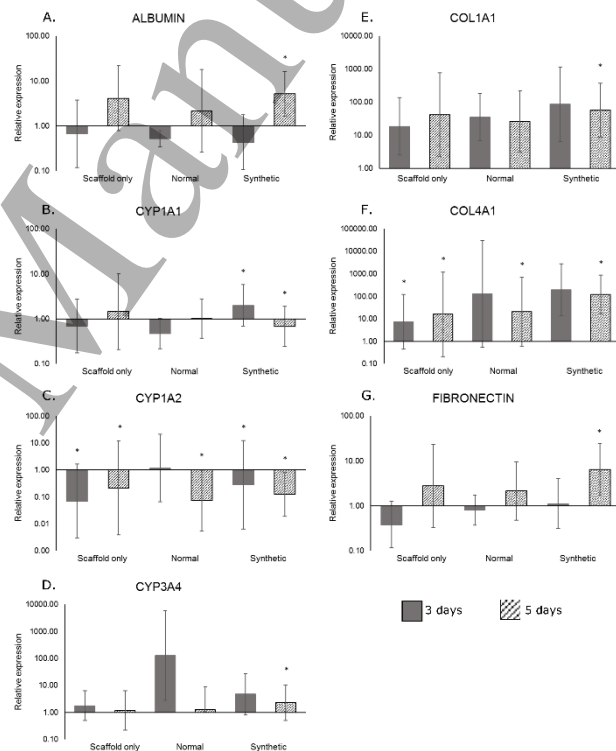 A. ALBUMIN
Relative expression
100.00
10.00
1.00
0.10
*
Scaffold only Normal Synthetic
B. CYP1A1
Relative expression
100.00
10.00
1.00
0.10
* *
Scaffold only Normal Synthetic
C. CYP1A2
Relative expression
100.00
10.00
1.00
0.10
0.01
0.00
* * * * *
Scaffold only Normal Synthetic
D. CYP3A4
Relative expression
10000.00
1000.00
100.00
10.00
1.00
0.10
*
Scaffold only Normal Synthetic
E. COL1A1
Relative expression
10000.00
1000.00
100.00
10.00
1.00
*
Scaffold only Normal Synthetic
F. COL4A1
Relative expression
100000.00
10000.00
1000.00
100.00
10.00
1.00
0.10
* * * *
Scaffold only Normal Synthetic
G. FIBRONECTIN
Relative expression
100.00
10.00
1.00
0.10
*
Scaffold only Normal Synthetic
3 days 5 days